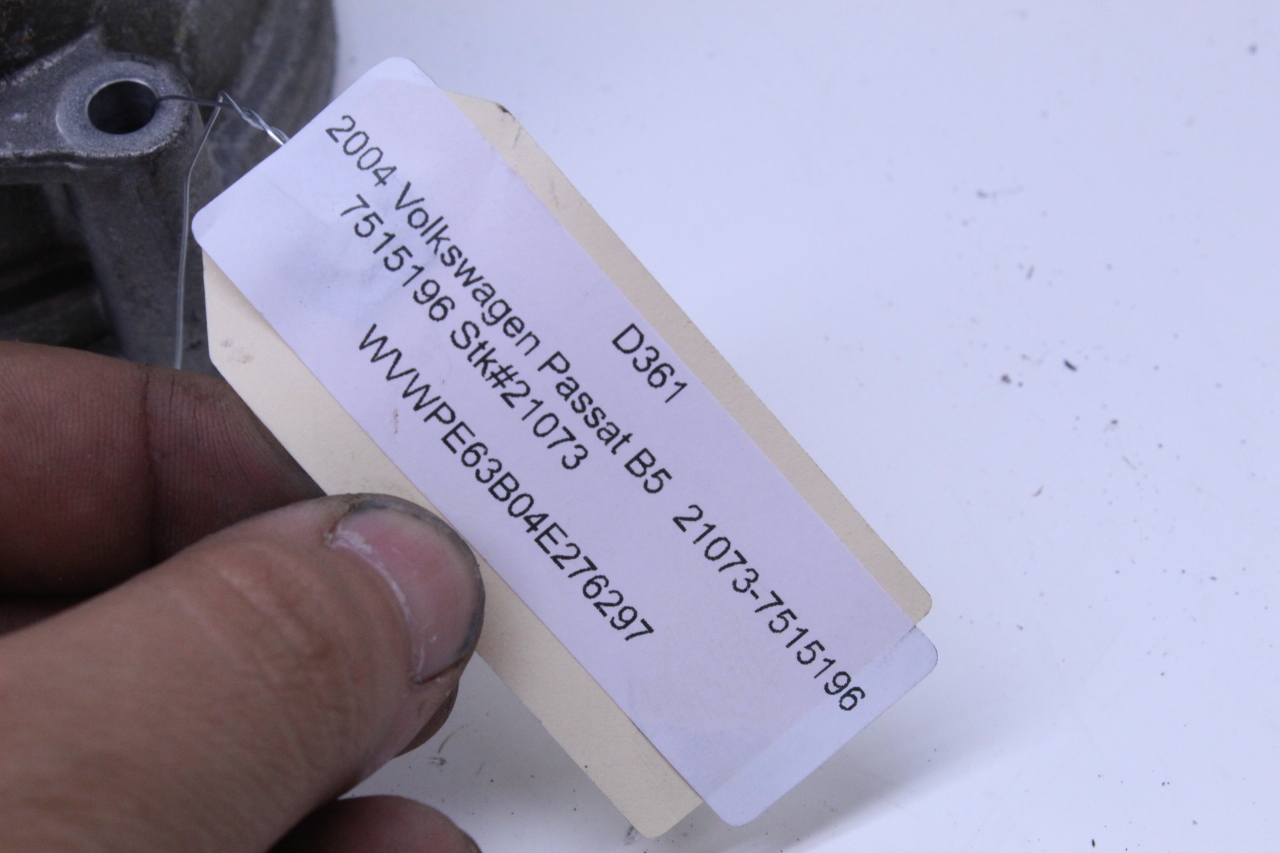 D361
2004 Volkswagen Passat B5 21073-7515196
7515196 Stk#21073
WVWPE63B04E276297